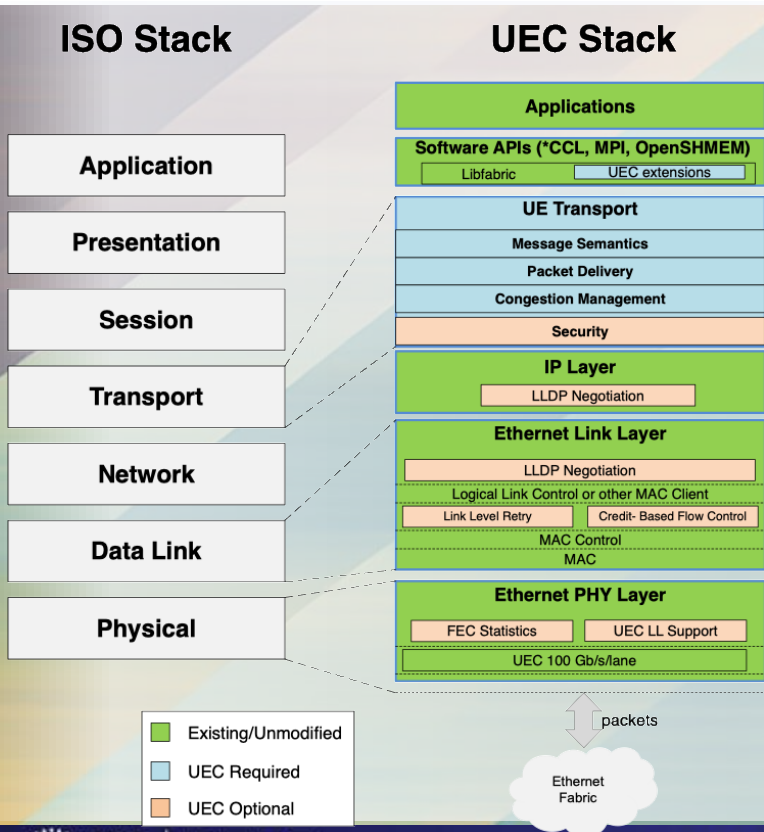 ISO Stack
UEC Stack
Application
Presentation
Session
Transport
Network
Data Link
Physical
Applications
Software APIs (*CCL, MPI, OpenSHMEM)
Libfabric
UEC extensions
UE Transport
Message Semantics
Packet Delivery
Congestion Management
Security
IP Layer
LLDP Negotiation
Ethernet Link Layer
LLDP Negotiation
Logical Link Control or other MAC Client
Link Level Retry
Credit- Based Flow Control
MAC Control
MAC
Ethernet PHY Layer
FEC Statistics
UEC LL Support
UEC 100 Gb/s/lane
packets
Ethernet
Fabric
Existing/Unmodified
UEC Required
UEC Optional